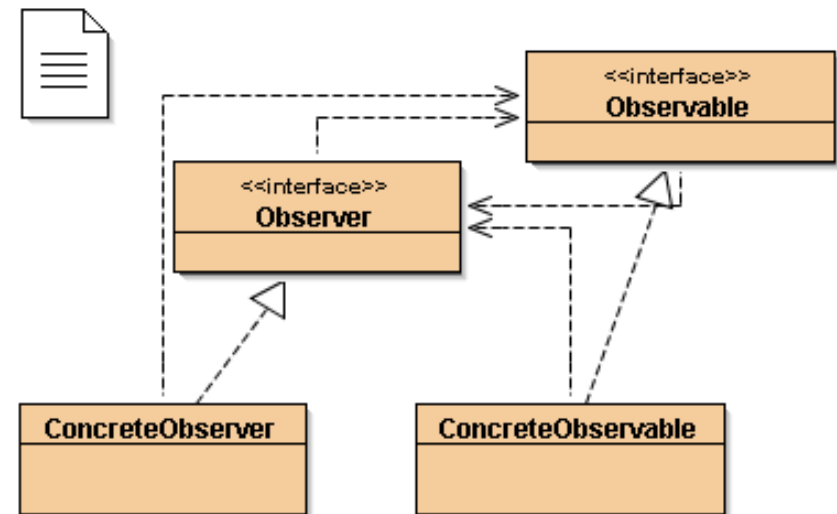 <<interface>>
Observable
<<interface>>
Observer
ConcreteObserver
ConcreteObservable